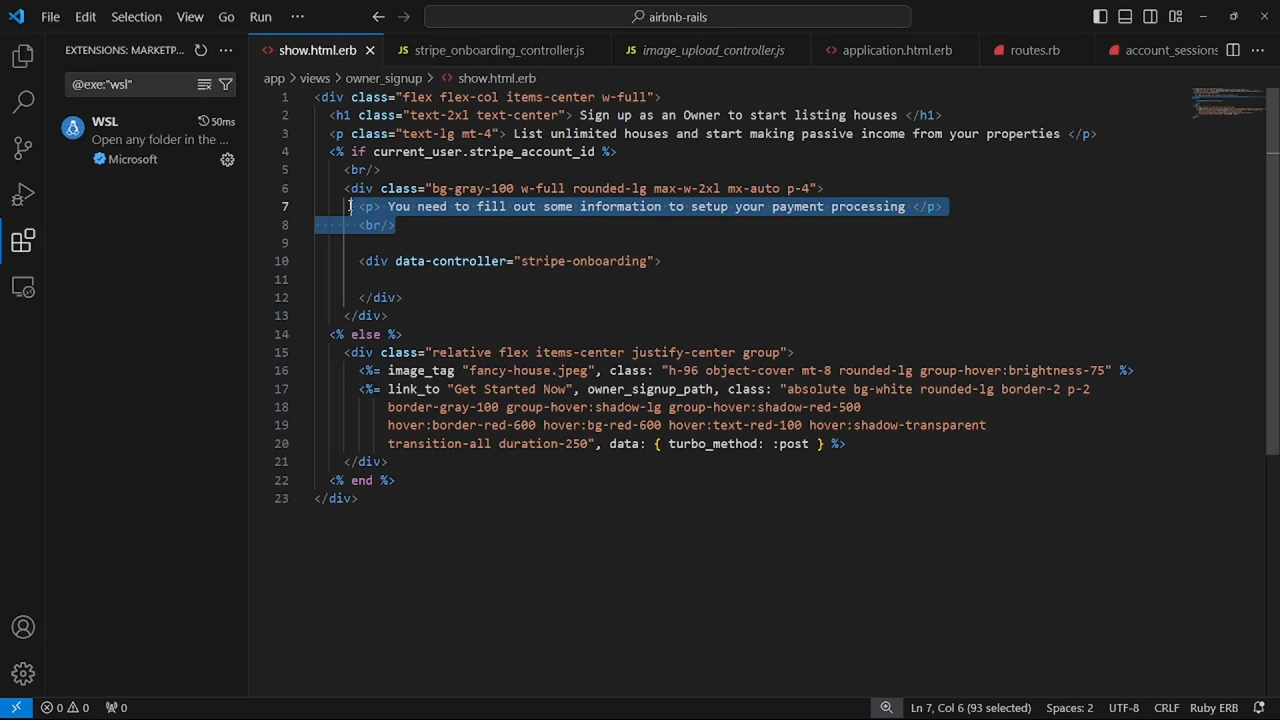 File Edit Selection View Go Run ··· airbnb-rails
EXTENSIONS: MARKETP... ···
@exe:"wsl"
WSL 50ms
Open any folder in the ...
Microsoft
show.html.erb stripe_onboarding_controller.js image_upload_controller.js application.html.erb routes.rb account_sessions ···
app > views > owner_signup > show.html.erb
1 <div class="flex flex-col items-center w-full">
2 <h1 class="text-2xl text-center"> Sign up as an Owner to start listing houses </h1>
3 <p class="text-lg mt-4"> List unlimited houses and start making passive income from your properties </p>
4 <% if current_user.stripe_account_id %>
5 <br/>
6 <div class="bg-gray-100 w-full rounded-lg max-w-2xl mx-auto p-4">
7 <p> You need to fill out some information to setup your payment processing </p>
8 <br/>
9
10 <div data-controller="stripe-onboarding">
11
12 </div>
13 </div>
14 <% else %>
15 <div class="relative flex items-center justify-center group">
16 <%= image_tag "fancy-house.jpeg", class: "h-96 object-cover mt-8 rounded-lg group-hover:brightness-75" %>
17 <%= link_to "Get Started Now", owner_signup_path, class: "absolute bg-white rounded-lg border-2 p-2
18 border-gray-100 group-hover:shadow-lg group-hover:shadow-red-500
19 hover:border-red-600 hover:bg-red-600 hover:text-red-100 hover:shadow-transparent
20 transition-all duration-250", data: { turbo_method: :post } %>
21 </div>
22 <% end %>
23 </div>
0 0 0 Ln 7, Col 6 (93 selected) Spaces: 2 UTF-8 CRLF Ruby ERB